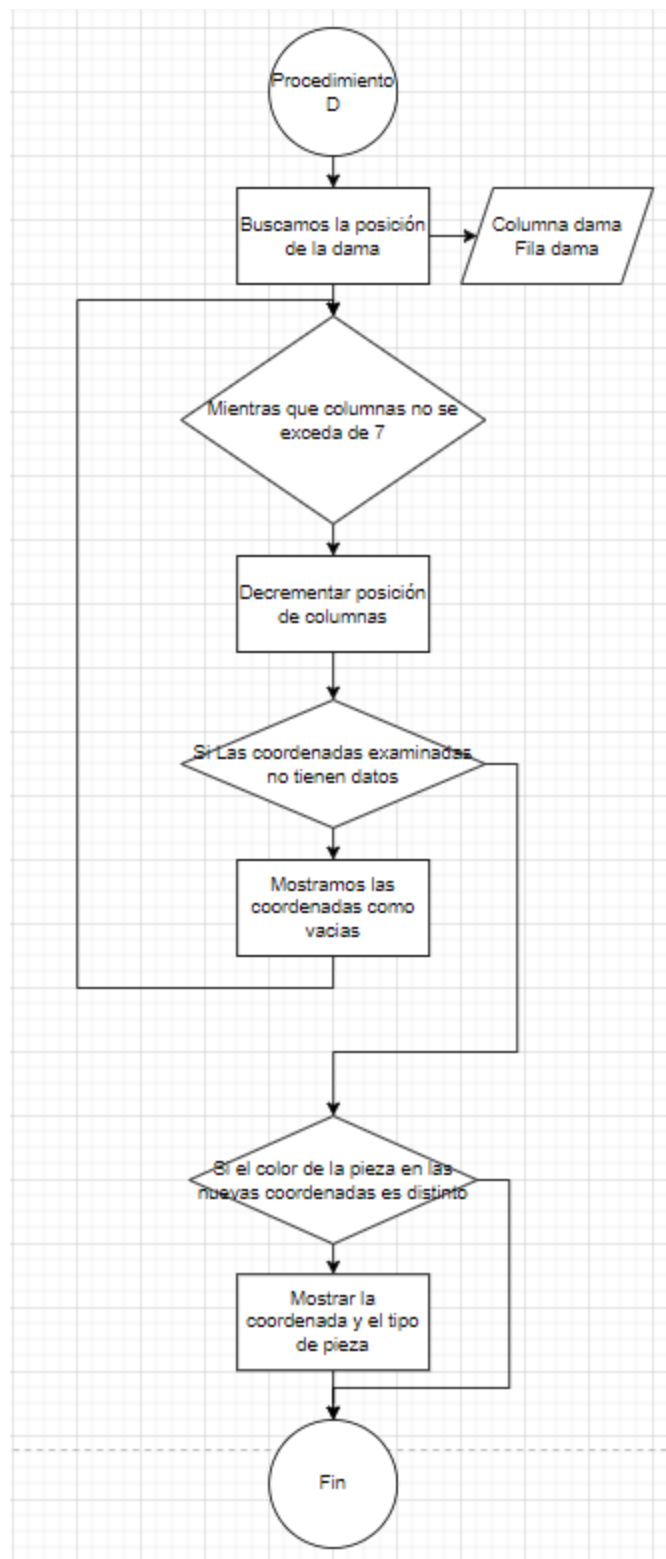 Procedimiento
D
Buscamos la posición
de la dama
Columna dama
Fila dama
Mientras que columnas no se
exceda de 7
Decrementar posición
de columnas
Si Las coordenadas examinadas
no tienen datos
Mostramos las
coordenadas como
vacias
Si el color de la pieza en las
nuevas coordenadas es distinto
Mostrar la
coordenada y el tipo
de pieza
Fin